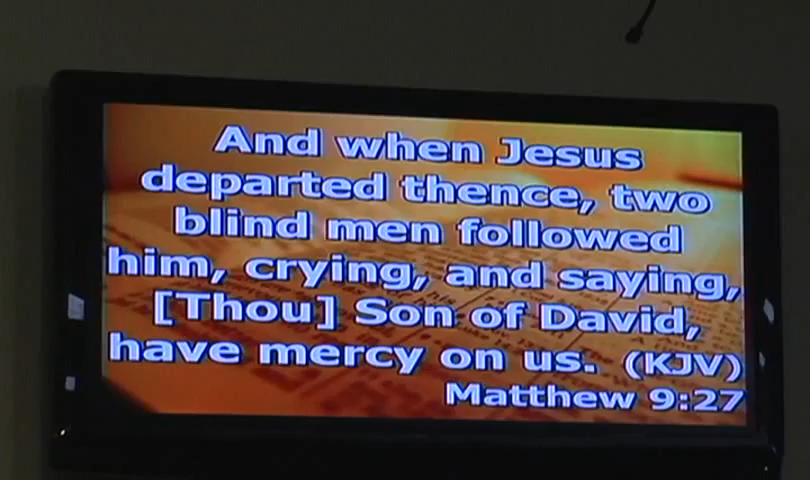 And when Jesus
departed thence, two
blind men followed
him, crying, and saying,
[Thou] Son of David,
have mercy on us. (KJV)
Matthew 9:27